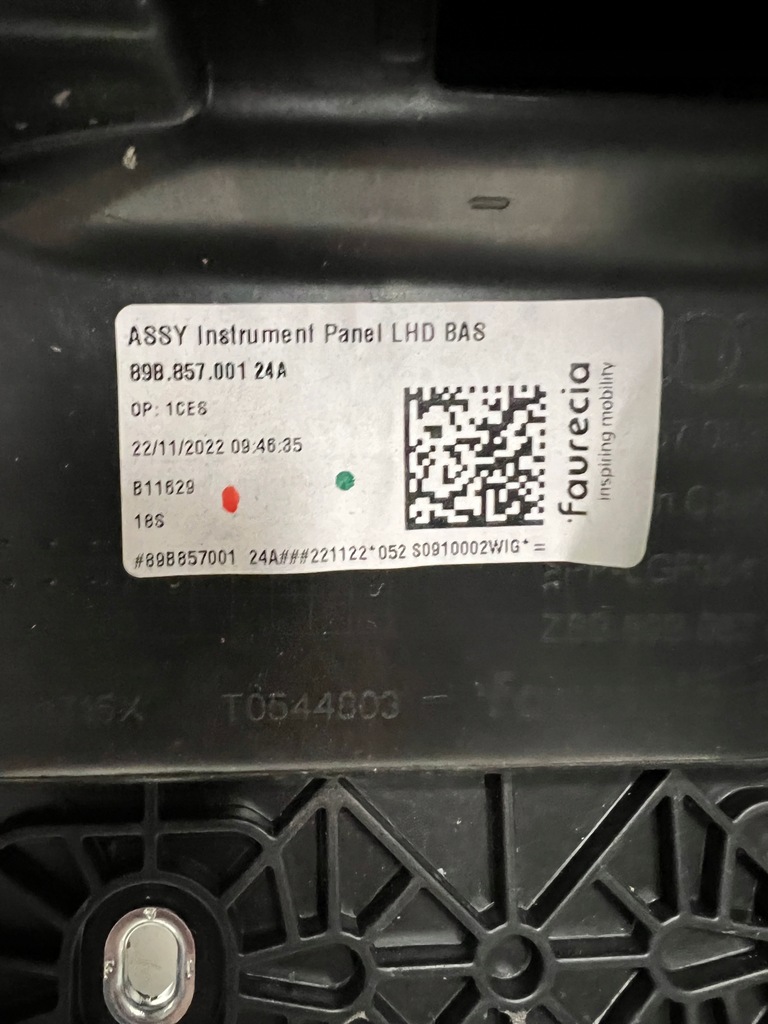 ASSY Instrument Panel LHD BAS
89B.857.001 24A
OP: 1CES
22/11/2022 09:46:35
B11629
18S
#89B857001 24A###221122*052 S0910002WIG*=
faurecia
inspiring mobility
T0544803